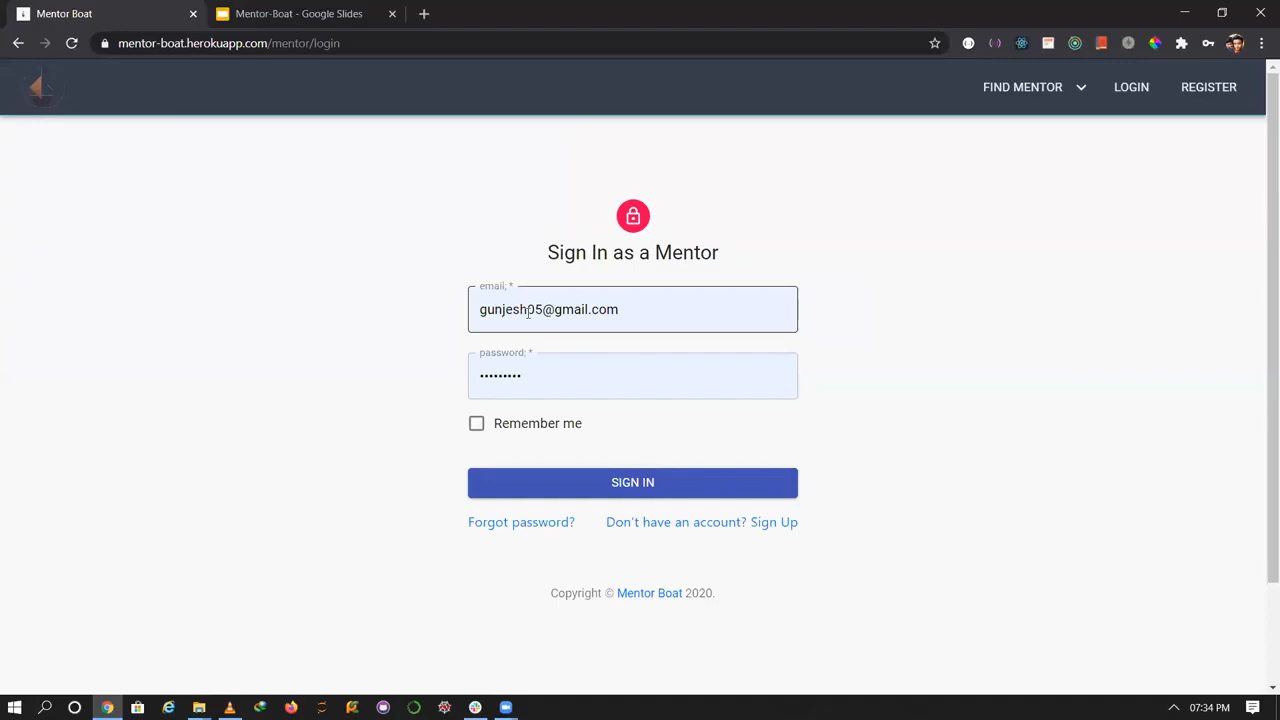 Mentor Boat
Mentor-Boat - Google Slides
mentor-boat.herokuapp.com/mentor/login
FIND MENTOR
LOGIN
REGISTER
Sign In as a Mentor
email; *
gunjesh05@gmail.com
password; *
Remember me
SIGN IN
Forgot password?
Don't have an account? Sign Up
Copyright © Mentor Boat 2020.
07:34 PM